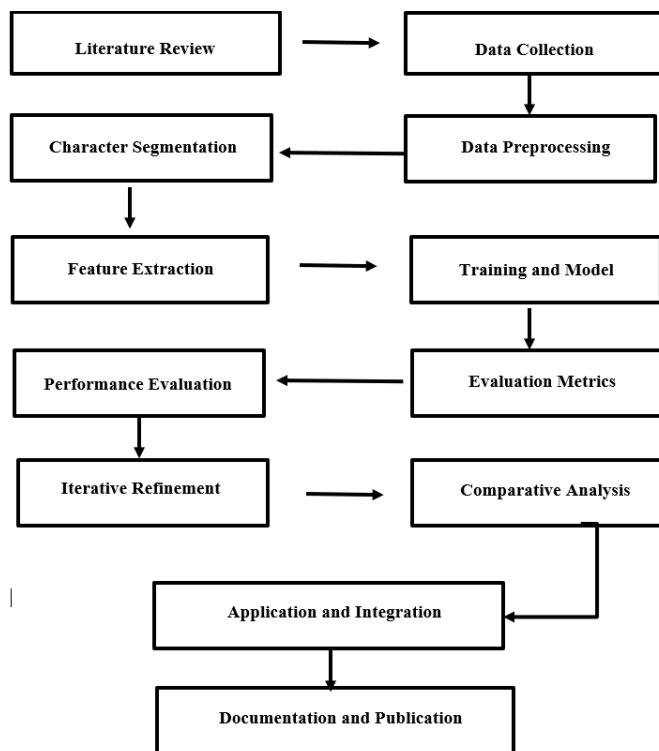 Literature Review
Data Collection
Character Segmentation
Data Preprocessing
Feature Extraction
Training and Model
Performance Evaluation
Evaluation Metrics
Iterative Refinement
Comparative Analysis
Application and Integration
Documentation and Publication